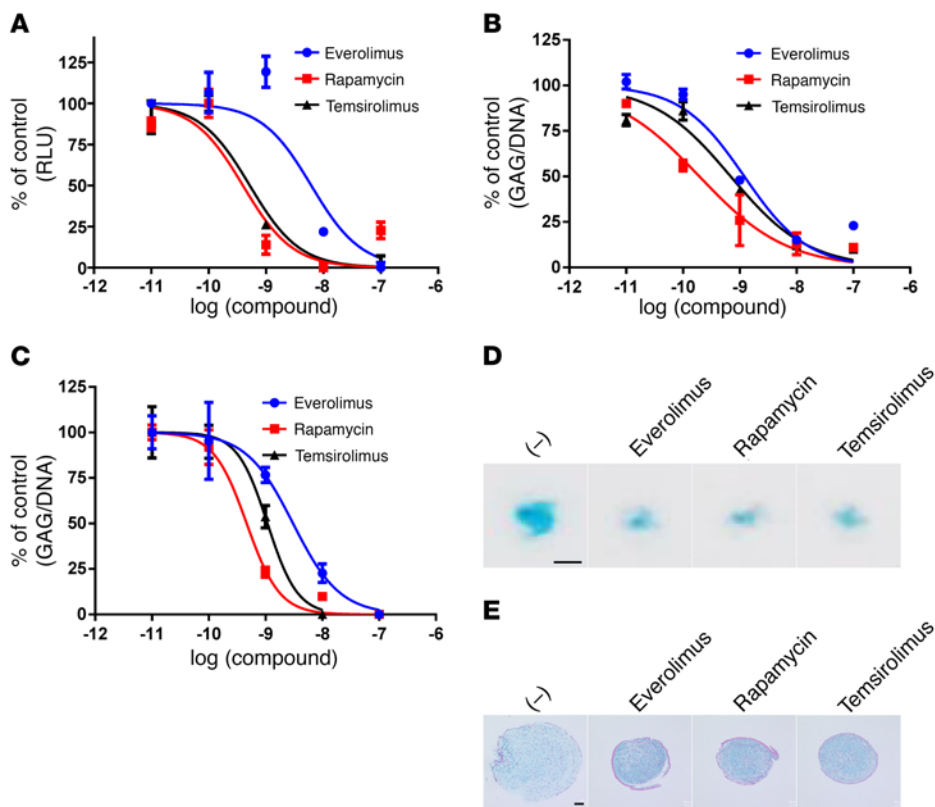 A
125
100
75
50
25
0
% of control
(RLU)
Everolimus
Rapamycin
Temsirolimus
-12 -11 -10 -9 -8 -7 -6
log (compound)
B
125
100
75
50
25
0
% of control
(GAG/DNA)
Everolimus
Rapamycin
Temsirolimus
-12 -11 -10 -9 -8 -7 -6
log (compound)
C
125
100
75
50
25
0
% of control
(GAG/DNA)
Everolimus
Rapamycin
Temsirolimus
-12 -11 -10 -9 -8 -7 -6
log (compound)
D
(–)
Everolimus
Rapamycin
Temsirolimus
E
(–)
Everolimus
Rapamycin
Temsirolimus